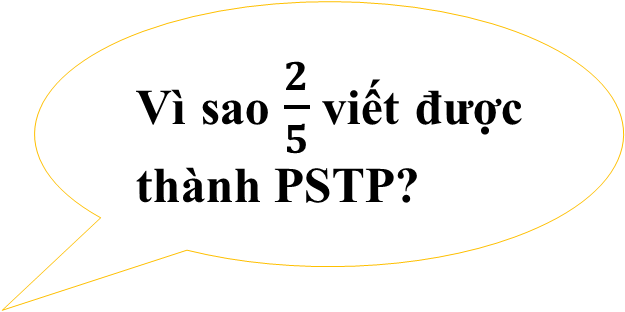 Vì sao 2/5 viết được
thành PSTP?